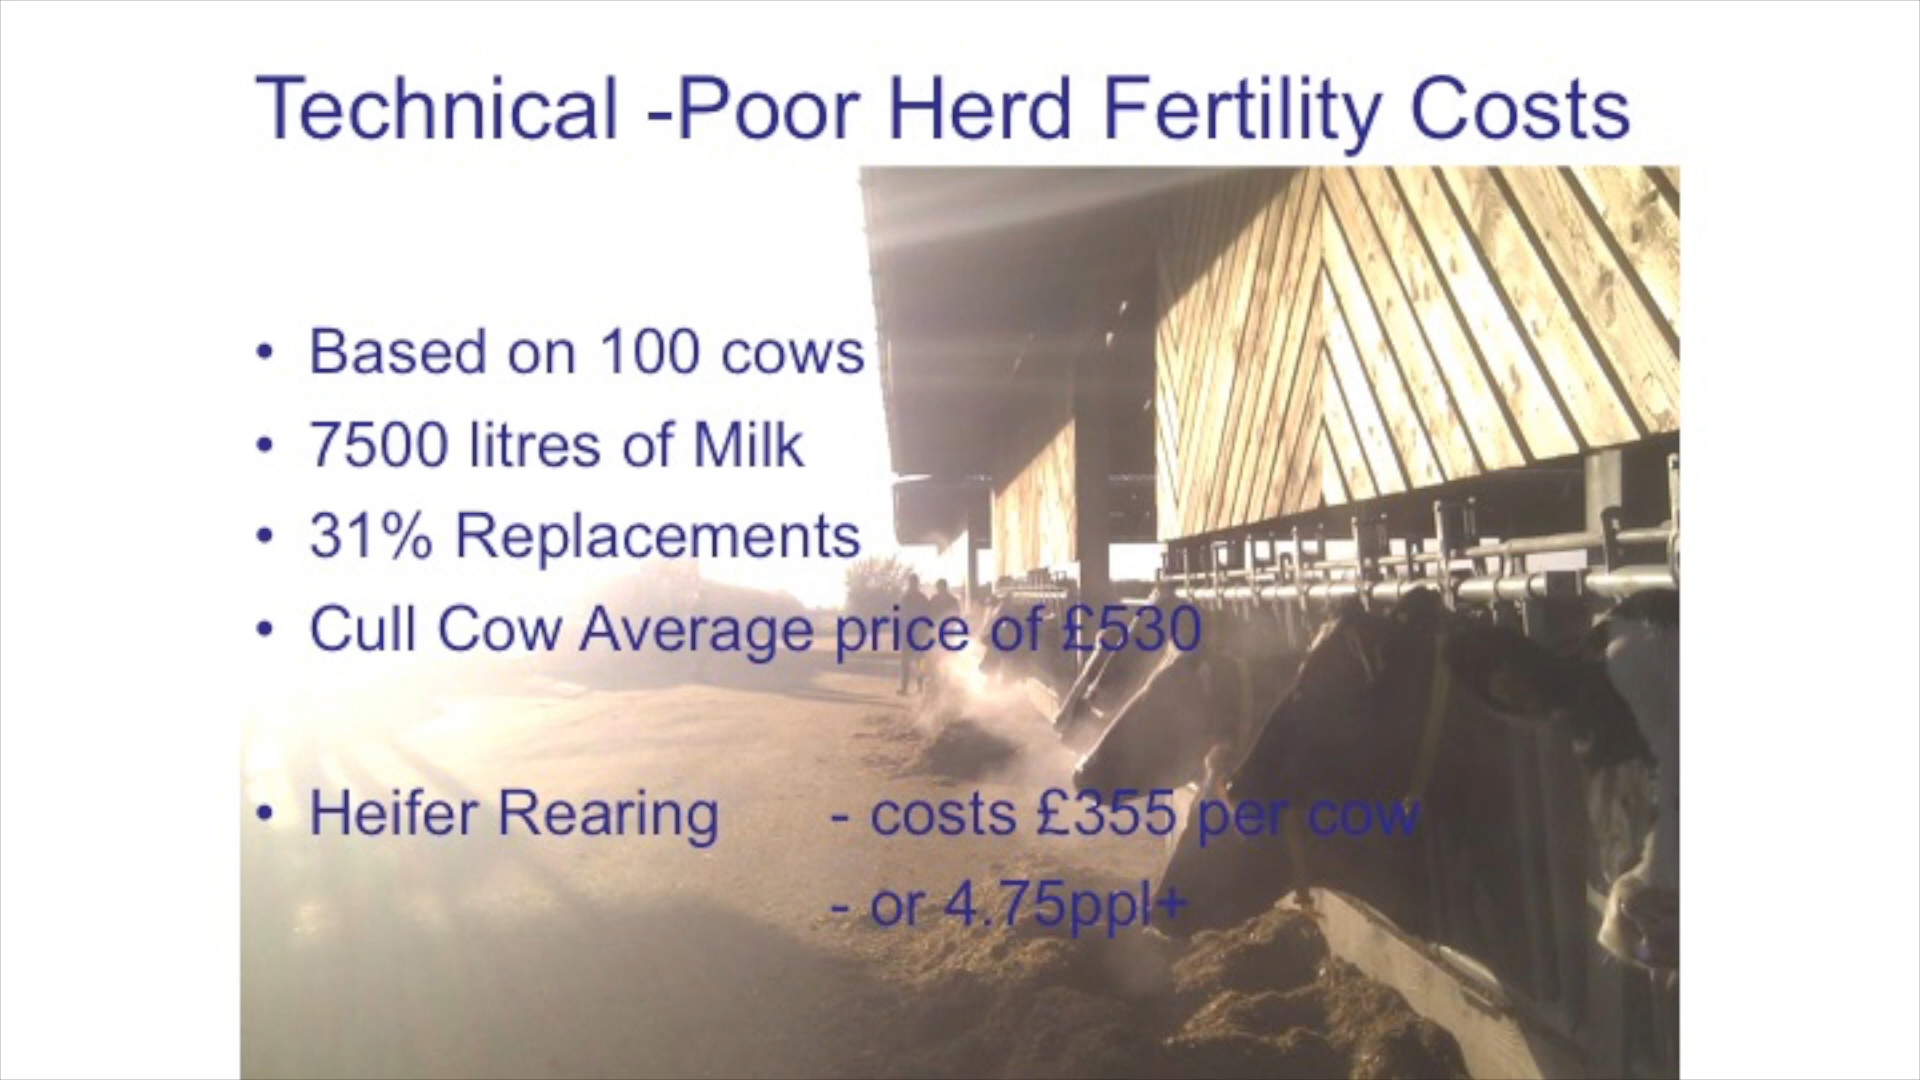 Technical -Poor Herd Fertility Costs
• Based on 100 cows
• 7500 litres of Milk
• 31% Replacements
• Cull Cow Average price of £530
• Heifer Rearing - costs £355 per cow
- or 4.75ppl+